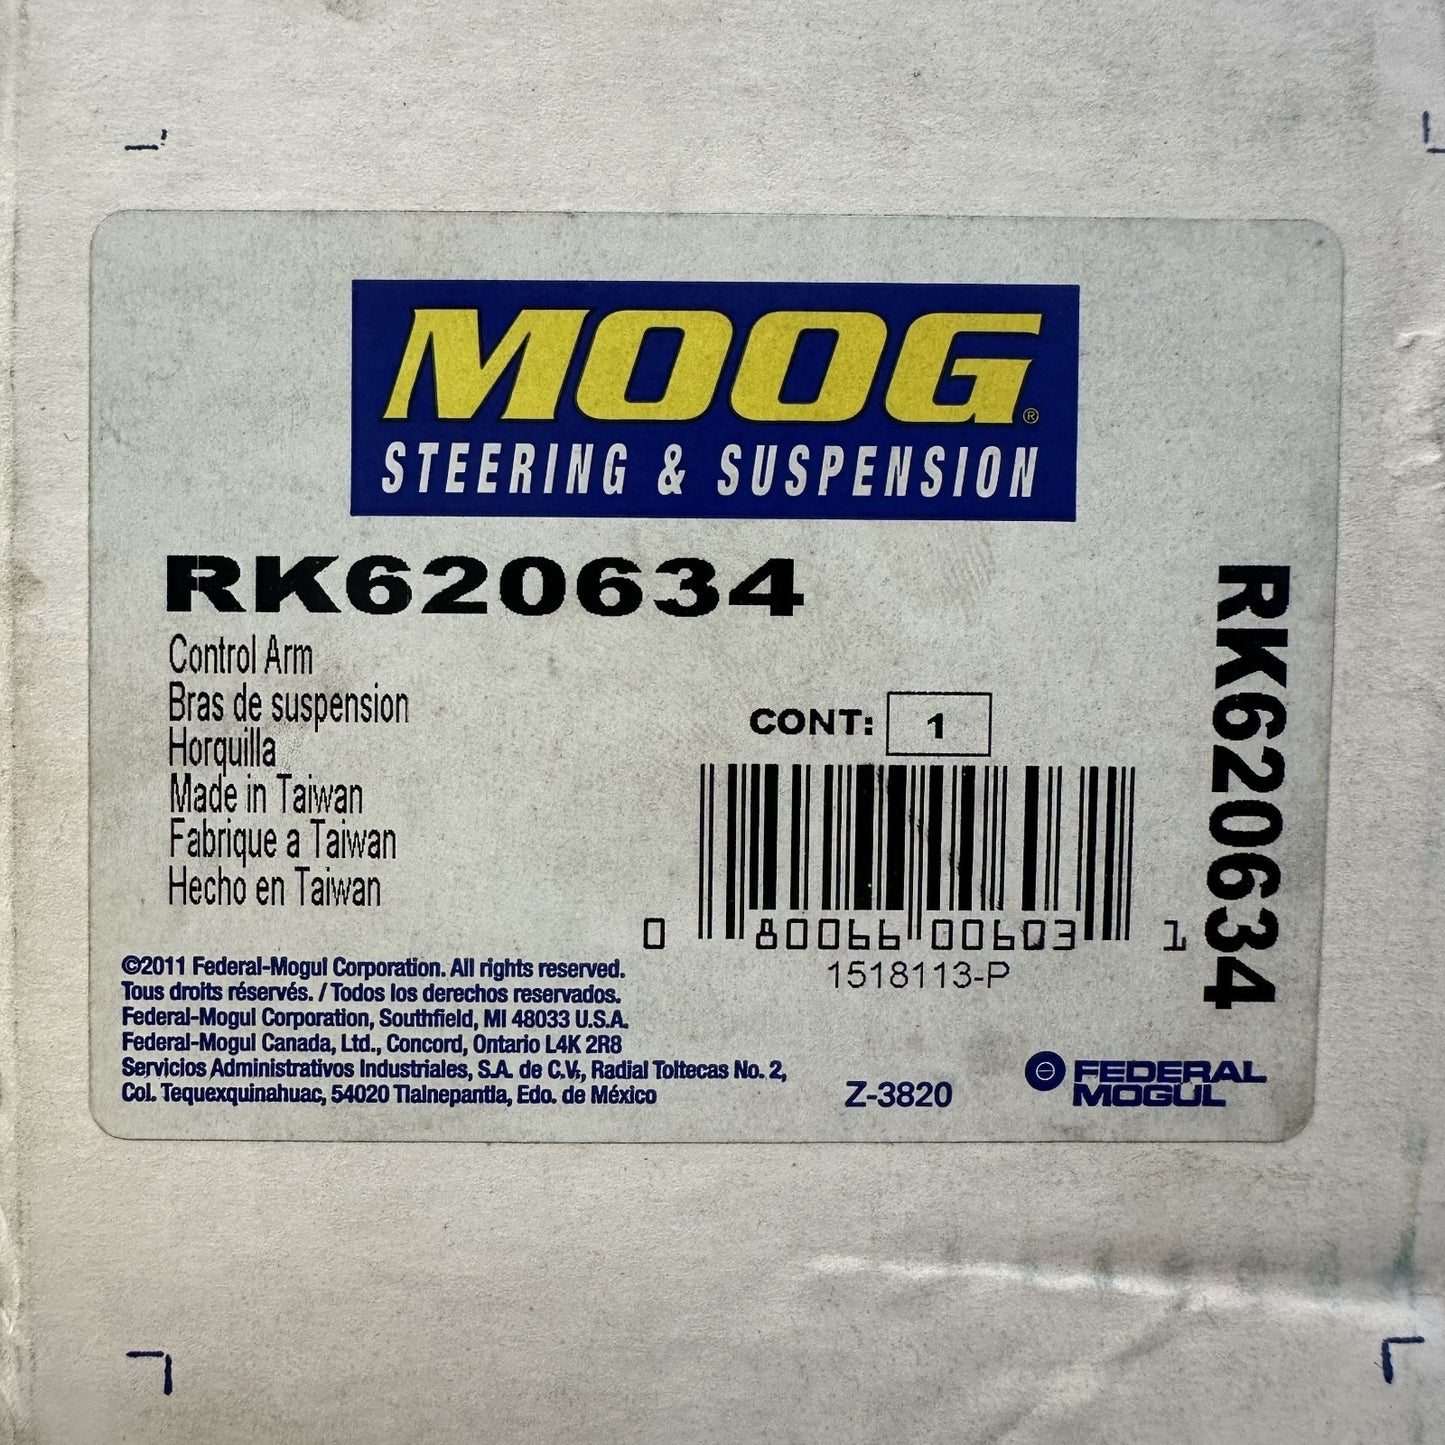 MOOG®
STEERING & SUSPENSION
RK620634
Control Arm
Bras de suspension
Horquilla
Made in Taiwan
Fabrique a Taiwan
Hecho en Taiwan
CONT: 1
0 80066 00603 1
1518113-P
RK620634
©2011 Federal-Mogul Corporation. All rights reserved.
Tous droits réservés. / Todos los derechos reservados.
Federal-Mogul Corporation, Southfield, MI 48033 U.S.A.
Federal-Mogul Canada, Ltd., Concord, Ontario L4K 2R8
Servicios Administrativos Industriales, S.A. de C.V., Radial Toltecas No. 2,
Col. Tequexquinahuac, 54020 Tlalnepantla, Edo. de México
Z-3820
FEDERAL
MOGUL